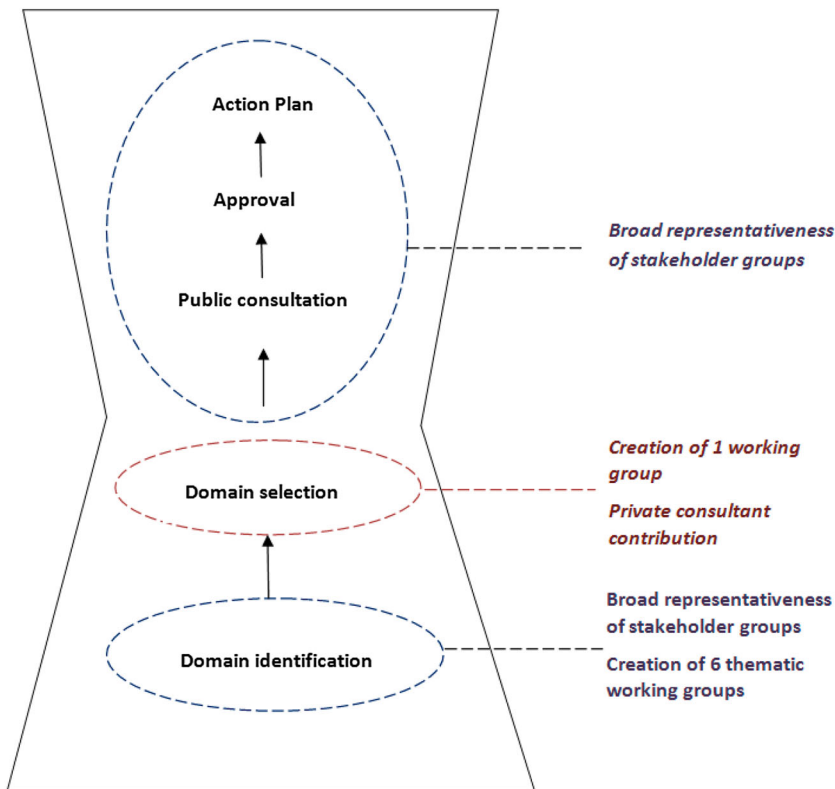 Action Plan
Approval
Public consultation
Broad representativeness
of stakeholder groups
Domain selection
Creation of 1 working
group
Private consultant
contribution
Domain identification
Broad representativeness
of stakeholder groups
Creation of 6 thematic
working groups